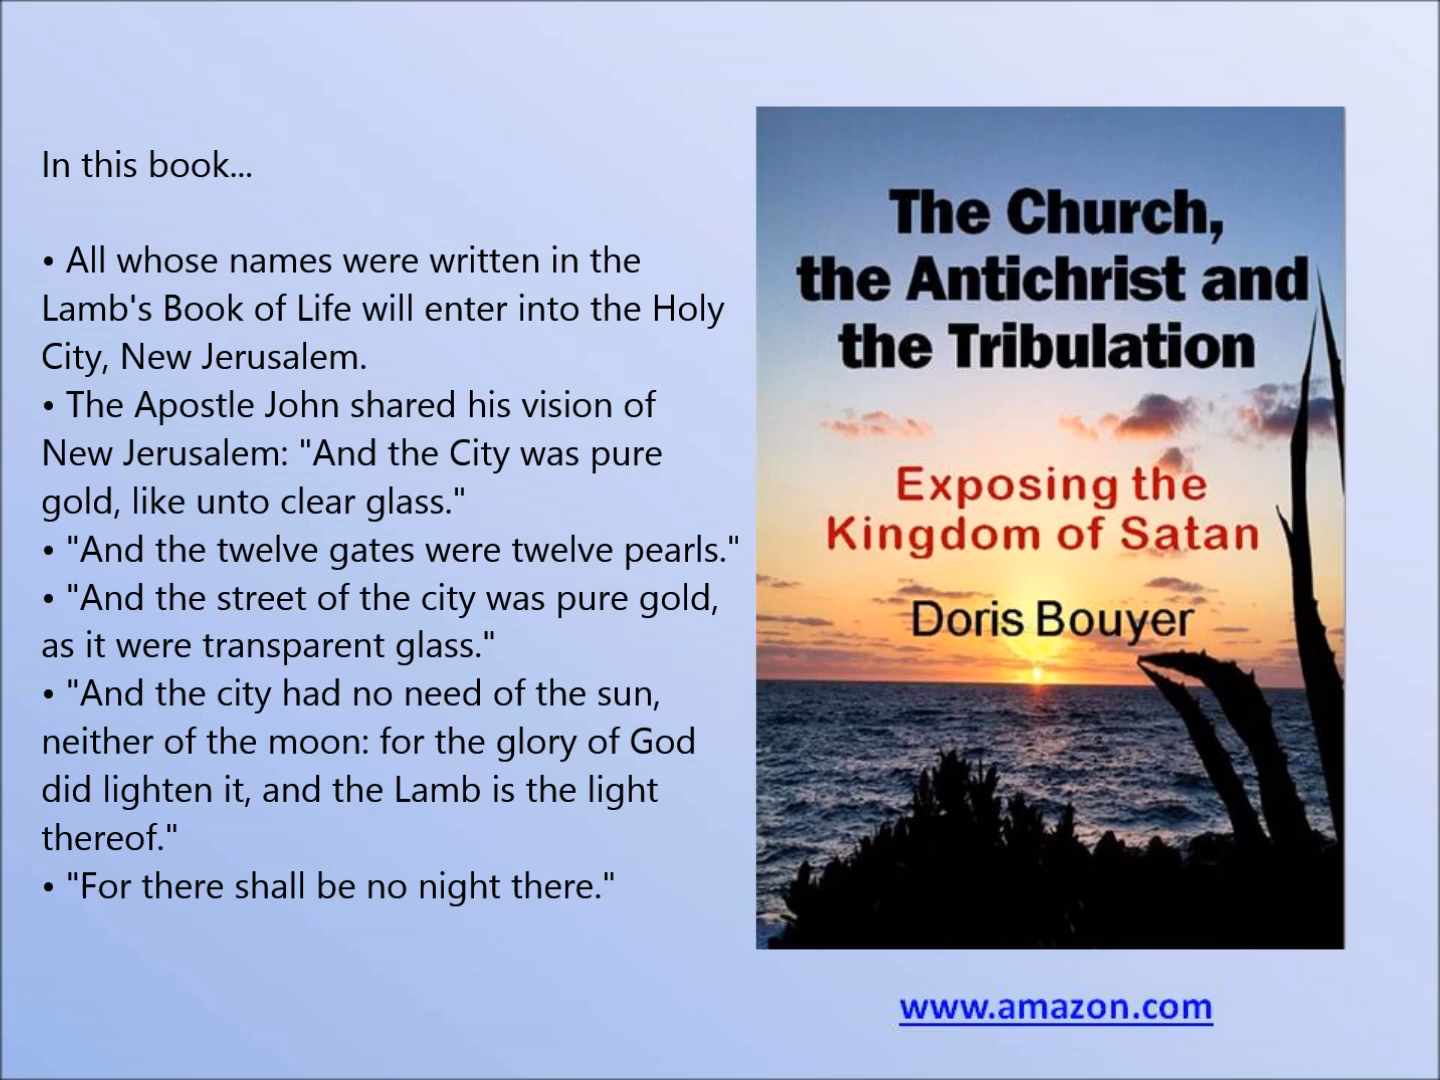 In this book...
• All whose names were written in the
Lamb's Book of Life will enter into the Holy
City, New Jerusalem.
• The Apostle John shared his vision of
New Jerusalem: "And the City was pure
gold, like unto clear glass."
• "And the twelve gates were twelve pearls."
• "And the street of the city was pure gold,
as it were transparent glass."
• "And the city had no need of the sun,
neither of the moon: for the glory of God
did lighten it, and the Lamb is the light
thereof."
• "For there shall be no night there."
The Church,
the Antichrist and
the Tribulation
Exposing the
Kingdom of Satan
Doris Bouyer
www.amazon.com